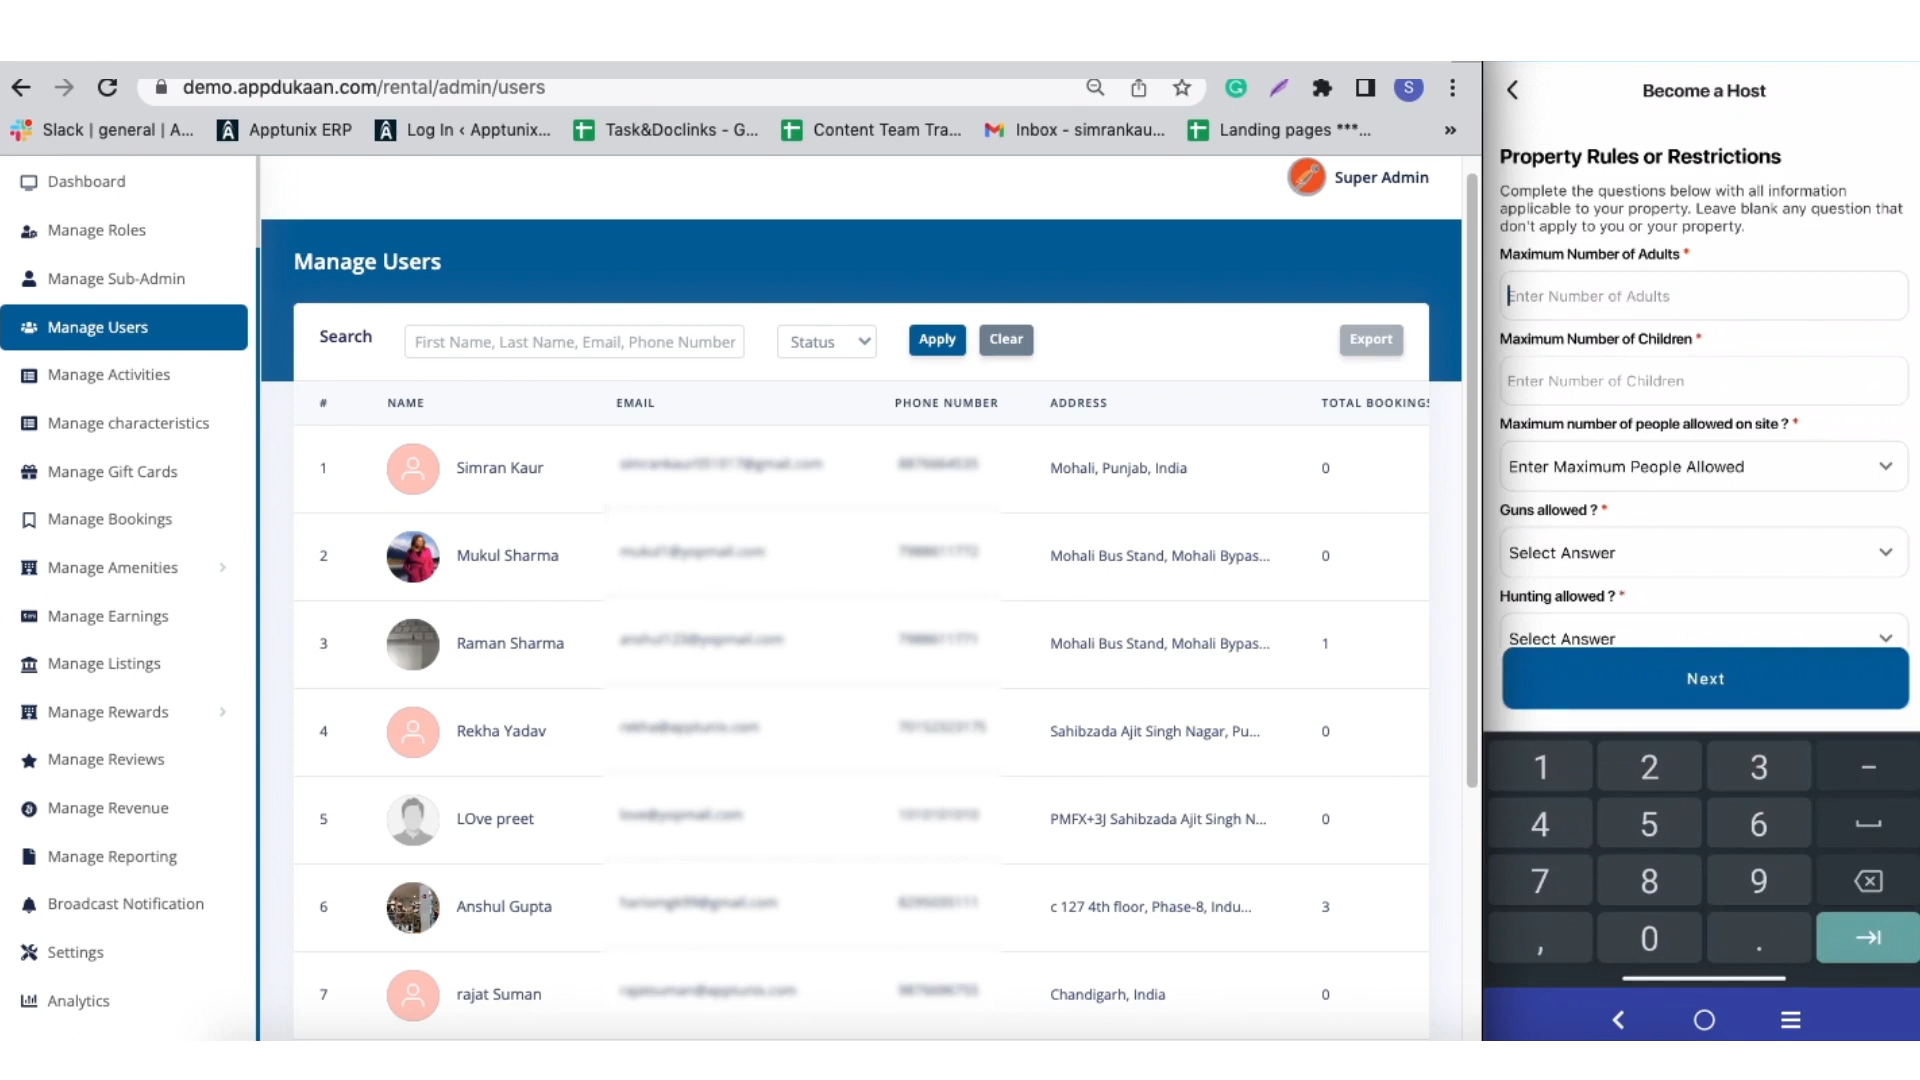 demo.appdukaan.com/rental/admin/users
S
Slack | general | A...
Apptunix ERP
Log In ‹ Apptunix...
Task&Doclinks - G...
Content Team Tra...
Inbox - simrankau...
Landing pages ***...
»
Super Admin
Dashboard
Manage Roles
Manage Sub-Admin
Manage Users
Manage Activities
Manage characteristics
Manage Gift Cards
Manage Bookings
Manage Amenities
Manage Earnings
Manage Listings
Manage Rewards
Manage Reviews
Manage Revenue
Manage Reporting
Broadcast Notification
Settings
Analytics
Manage Users
Search
First Name, Last Name, Email, Phone Number
Status
Apply
Clear
Export
# NAME EMAIL PHONE NUMBER ADDRESS TOTAL BOOKINGS
1 Simran Kaur Mohali, Punjab, India 0
2 Mukul Sharma Mohali Bus Stand, Mohali Bypas... 0
3 Raman Sharma Mohali Bus Stand, Mohali Bypas... 1
4 Rekha Yadav Sahibzada Ajit Singh Nagar, Pu... 0
5 LOve preet PMFX+3J Sahibzada Ajit Singh N... 0
6 Anshul Gupta c 127 4th floor, Phase-8, Indu... 3
7 rajat Suman Chandigarh, India 0
Become a Host
Property Rules or Restrictions
Complete the questions below with all information
applicable to your property. Leave blank any question that
don't apply to you or your property.
Maximum Number of Adults *
Enter Number of Adults
Maximum Number of Children *
Enter Number of Children
Maximum number of people allowed on site ? *
Enter Maximum People Allowed
Guns allowed ? *
Select Answer
Hunting allowed ? *
Select Answer
Next
1 2 3 –
4 5 6
7 8 9
, 0 .